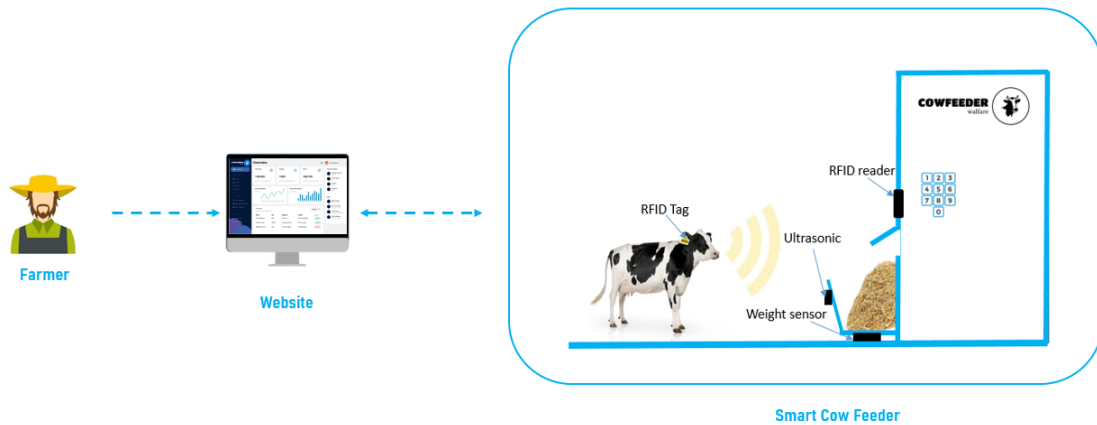 COWFEEDER
walfare
RFID reader
1 2 3
4 5 6
7 8 9
0
RFID Tag
Ultrasonic
Weight sensor
Farmer
Website
Smart Cow Feeder